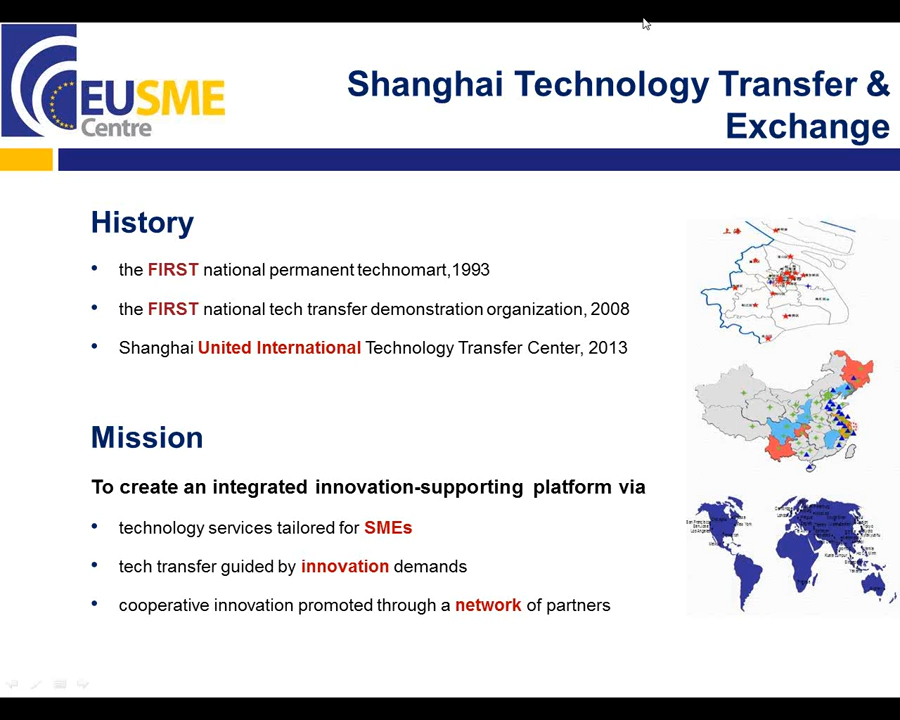 EUSME
Centre
Shanghai Technology Transfer &
Exchange
History
• the FIRST national permanent technomart,1993
• the FIRST national tech transfer demonstration organization, 2008
• Shanghai United International Technology Transfer Center, 2013
Mission
To create an integrated innovation-supporting platform via
• technology services tailored for SMEs
• tech transfer guided by innovation demands
• cooperative innovation promoted through a network of partners
上海